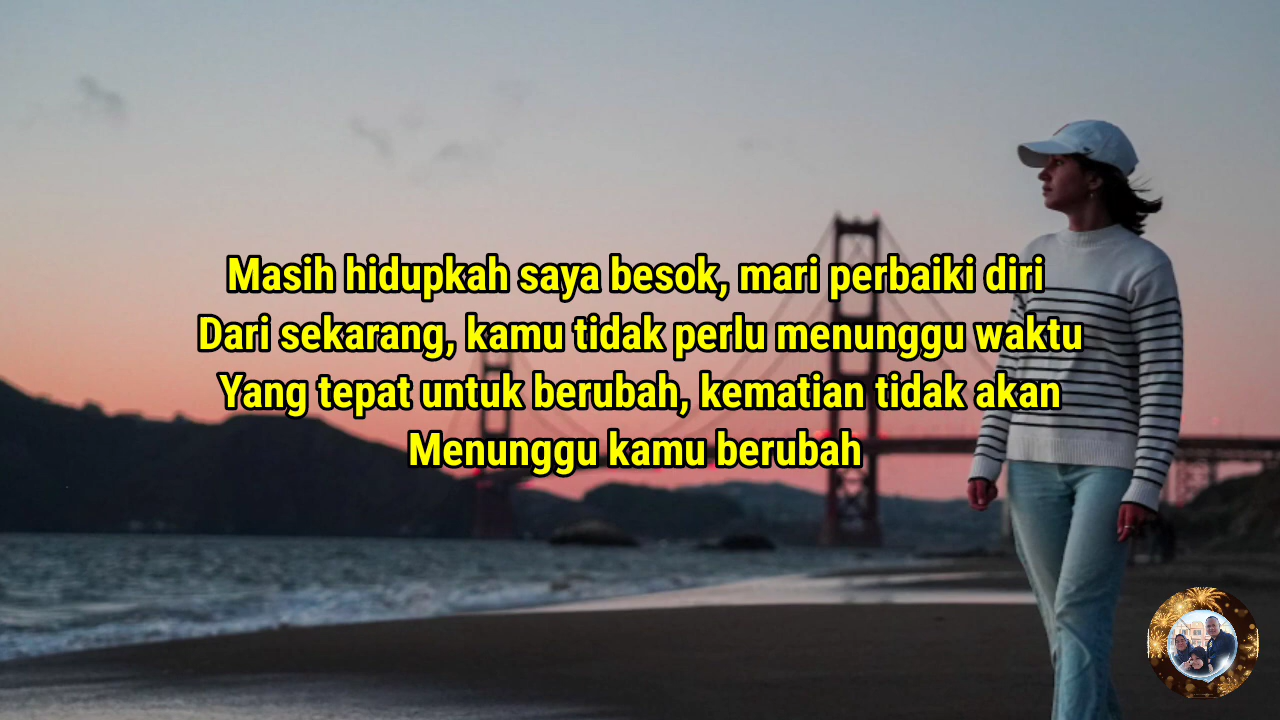 Masih hidupkah saya besok, mari perbaiki diri
Dari sekarang, kamu tidak perlu menunggu waktu
Yang tepat untuk berubah, kematian tidak akan
Menunggu kamu berubah